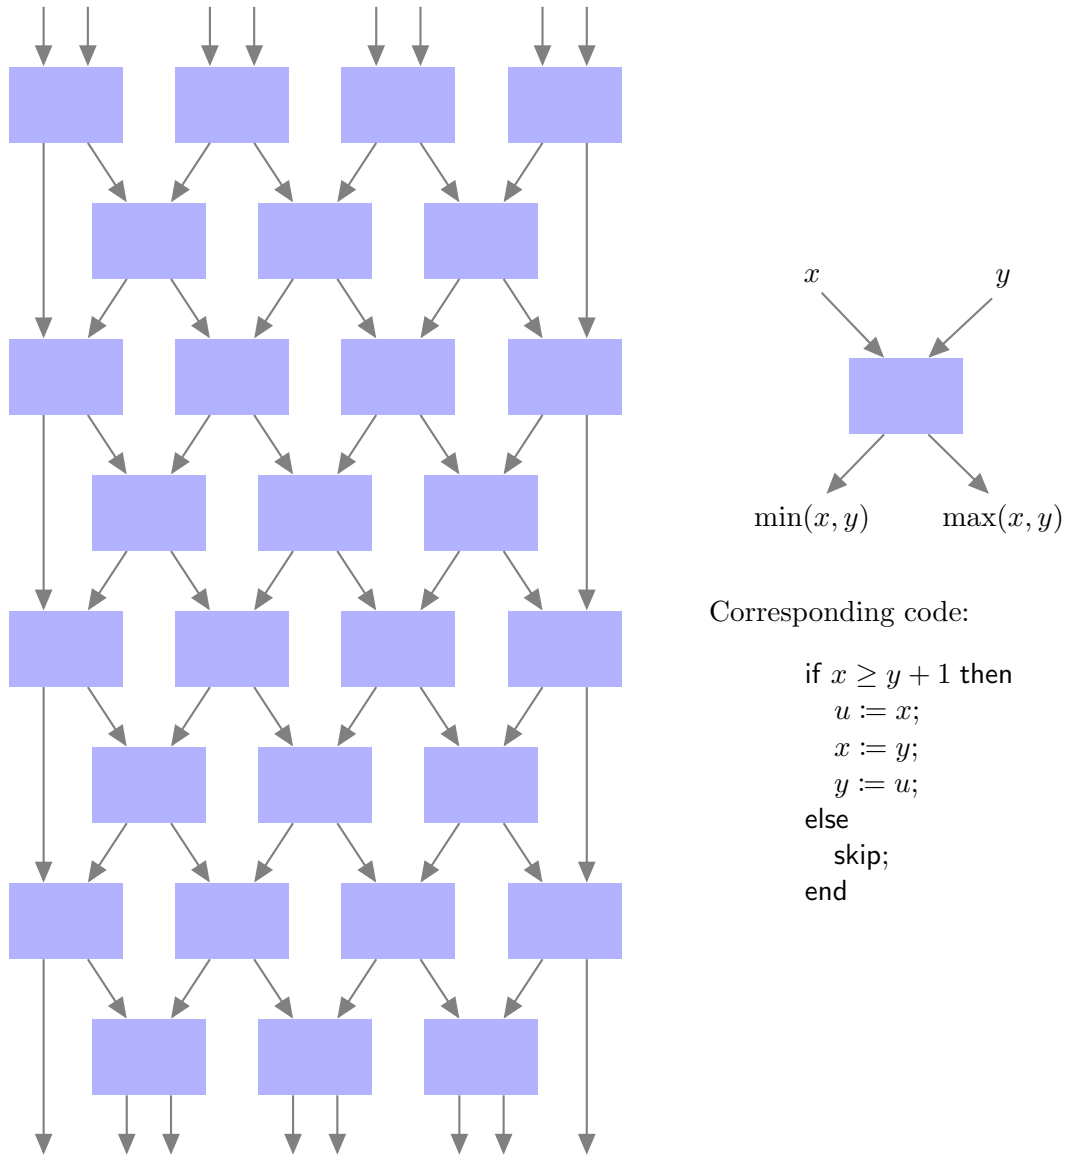 x y
min(x, y) max(x, y)
Corresponding code:
if x ≥ y + 1 then
u ≔ x;
x ≔ y;
y ≔ u;
else
skip;
end